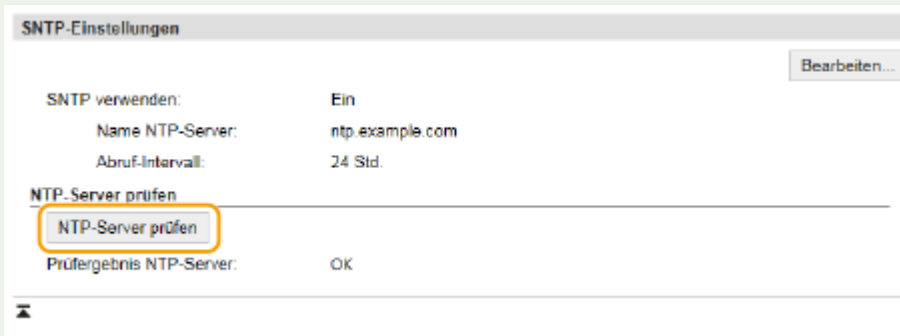 SNTP-Einstellungen
Bearbeiten...
SNTP verwenden: Ein
Name NTP-Server: ntp.example.com
Abruf-Intervall: 24 Std.
NTP-Server prüfen
NTP-Server prüfen
Prüfergebnis NTP-Server: OK